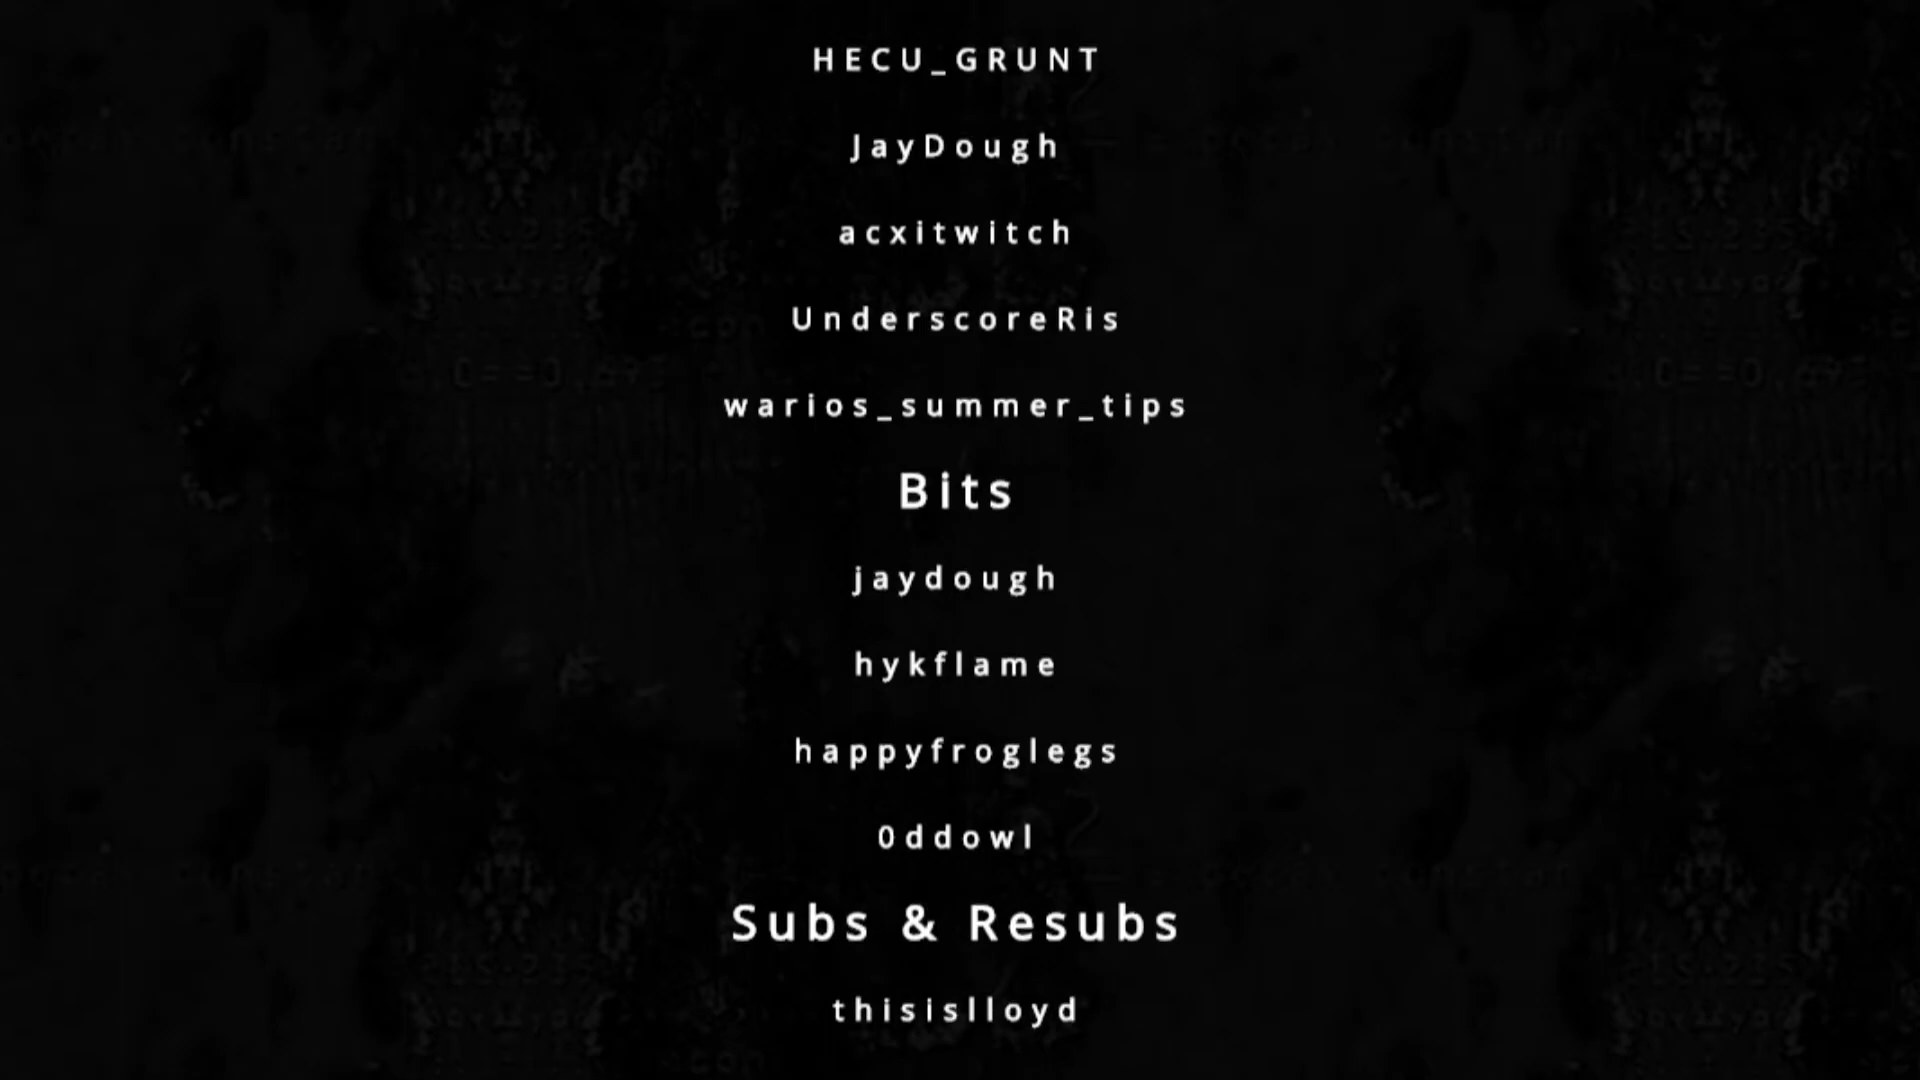 HECU_GRUNT
JayDough
acxitwitch
UnderscoreRis
warios_summer_tips
Bits
jaydough
hykflame
happyfroglegs
0ddowl
Subs & Resubs
thisislloyd